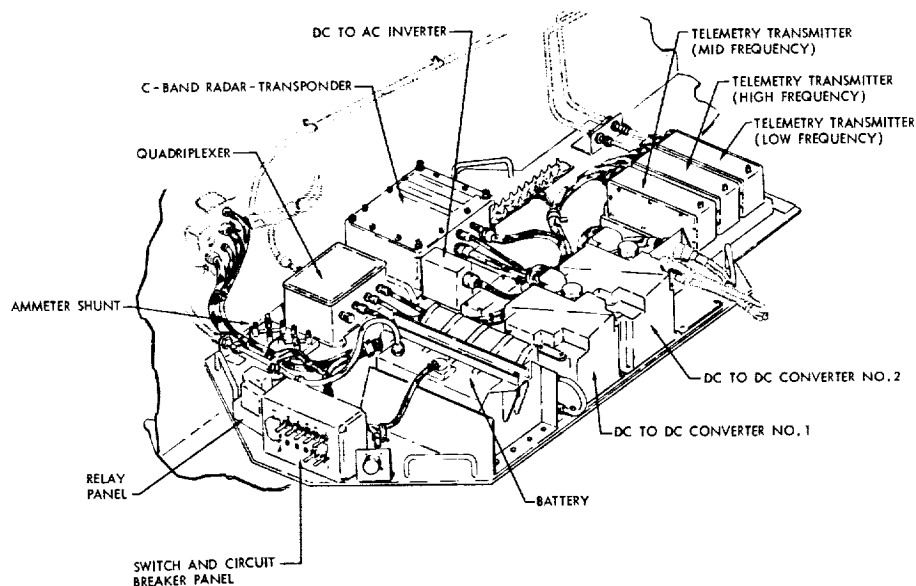 DC TO AC INVERTER
TELEMETRY TRANSMITTER
(MID FREQUENCY)
C-BAND RADAR-TRANSPONDER
TELEMETRY TRANSMITTER
(HIGH FREQUENCY)
TELEMETRY TRANSMITTER
(LOW FREQUENCY)
QUADRIPLEXER
AMMETER SHUNT
DC TO DC CONVERTER NO.2
DC TO DC CONVERTER NO.1
RELAY
PANEL
BATTERY
SWITCH AND CIRCUIT
BREAKER PANEL